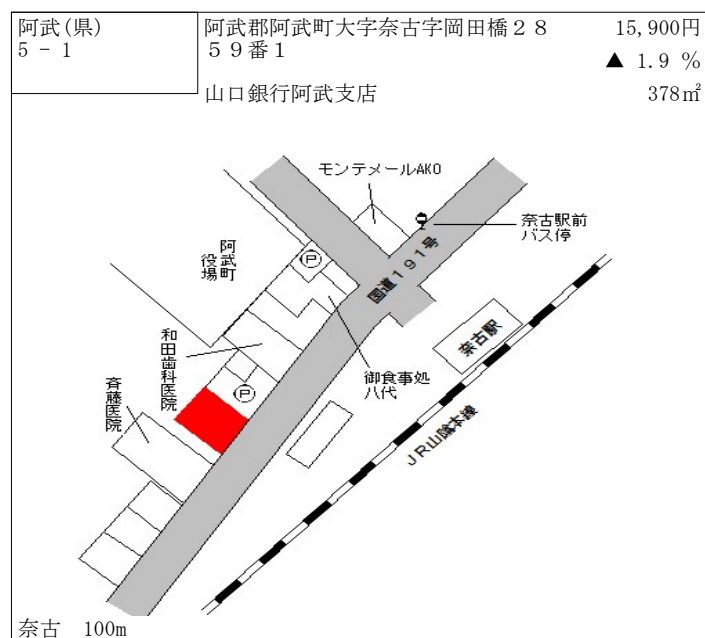 阿武(県)
5 - 1
阿武郡阿武町大字奈古字岡田橋２８
５９番１
15,900円
▲ 1.9 %
山口銀行阿武支店
378㎡
モンテメールAKO
奈古駅前
バス停
国道１９１号
阿武町
役場
Ｐ
奈古駅
和田歯科医院
御食事処
八代
Ｐ
斉藤医院
ＪＲ山陰本線
奈古 100m